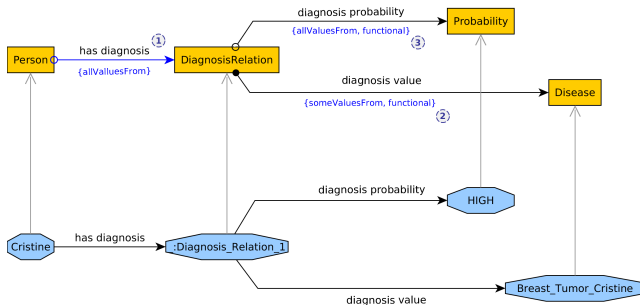 diagnosis probability
Probability
{allValuesFrom, functional}
3
1
has diagnosis
Person
DiagnosisRelation
{allValuesFrom}
diagnosis value
Disease
{someValuesFrom, functional}
2
diagnosis probability
HIGH
has diagnosis
Cristine
:Diagnosis_Relation_1
Breast_Tumor_Cristine
diagnosis value